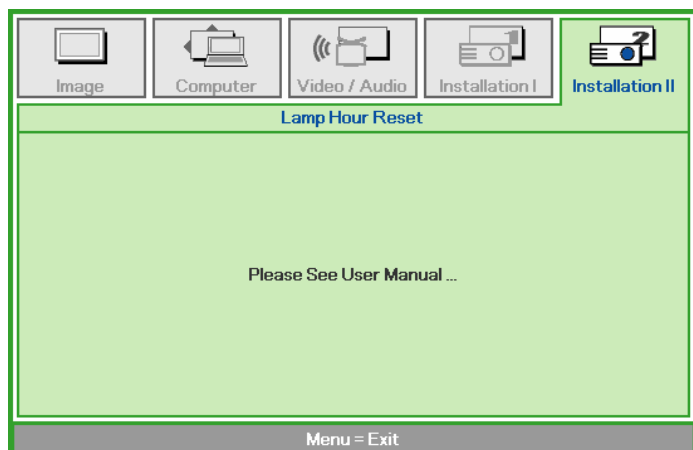 Image
Computer
Video / Audio
Installation I
Installation II
Lamp Hour Reset
Please See User Manual ...
Menu = Exit